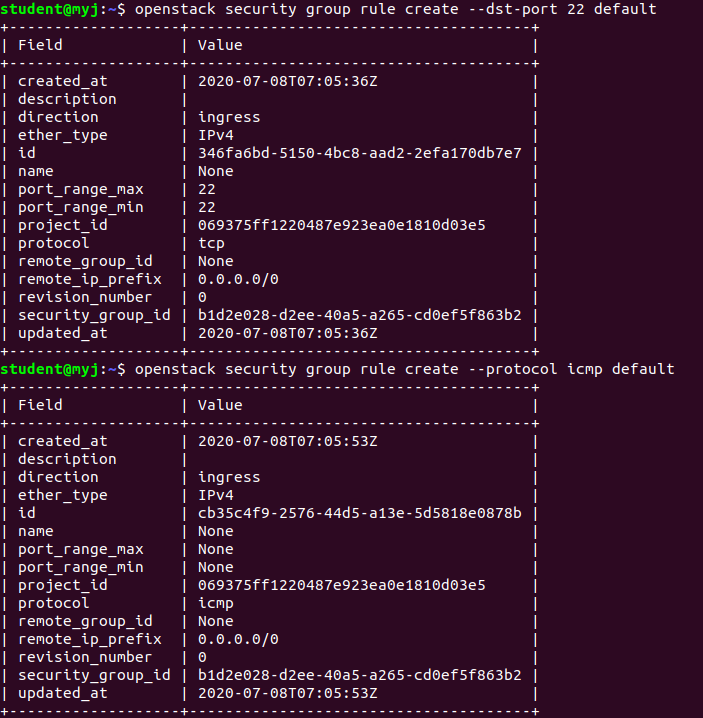 student@myj:~$ openstack security group rule create --dst-port 22 default
+-------------------+--------------------------------------+
| Field             | Value                                |
+-------------------+--------------------------------------+
| created_at        | 2020-07-08T07:05:36Z                 |
| description       |                                      |
| direction         | ingress                              |
| ether_type        | IPv4                                 |
| id                | 346fa6bd-5150-4bc8-aad2-2efa170db7e7 |
| name              | None                                 |
| port_range_max    | 22                                   |
| port_range_min    | 22                                   |
| project_id        | 069375ff1220487e923ea0e1810d03e5     |
| protocol          | tcp                                  |
| remote_group_id   | None                                 |
| remote_ip_prefix  | 0.0.0.0/0                            |
| revision_number   | 0                                    |
| security_group_id | b1d2e028-d2ee-40a5-a265-cd0ef5f863b2 |
| updated_at        | 2020-07-08T07:05:36Z                 |
+-------------------+--------------------------------------+
student@myj:~$ openstack security group rule create --protocol icmp default
+-------------------+--------------------------------------+
| Field             | Value                                |
+-------------------+--------------------------------------+
| created_at        | 2020-07-08T07:05:53Z                 |
| description       |                                      |
| direction         | ingress                              |
| ether_type        | IPv4                                 |
| id                | cb35c4f9-2576-44d5-a13e-5d5818e0878b |
| name              | None                                 |
| port_range_max    | None                                 |
| port_range_min    | None                                 |
| project_id        | 069375ff1220487e923ea0e1810d03e5     |
| protocol          | icmp                                 |
| remote_group_id   | None                                 |
| remote_ip_prefix  | 0.0.0.0/0                            |
| revision_number   | 0                                    |
| security_group_id | b1d2e028-d2ee-40a5-a265-cd0ef5f863b2 |
| updated_at        | 2020-07-08T07:05:53Z                 |
+-------------------+--------------------------------------+